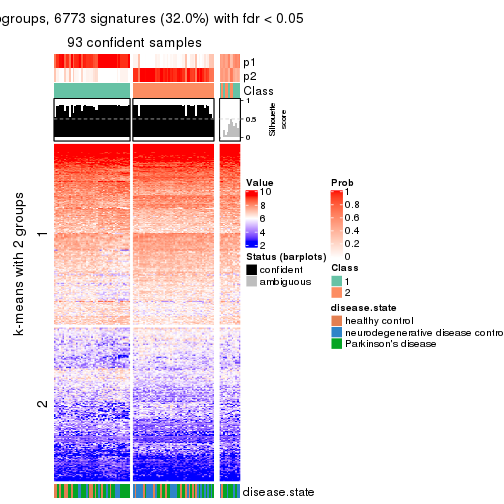 ogroups, 6773 signatures (32.0%) with fdr < 0.05
93 confident samples
p1
p2
Class
1
0.5
0
Silhouette
score
k-means with 2 groups
1
2
Value
10
8
6
4
2
Prob
1
0.8
0.6
0.4
0.2
0
Status (barplots)
confident
ambiguous
Class
1
2
disease.state
healthy control
neurodegenerative disease contro
Parkinson's disease
disease.state